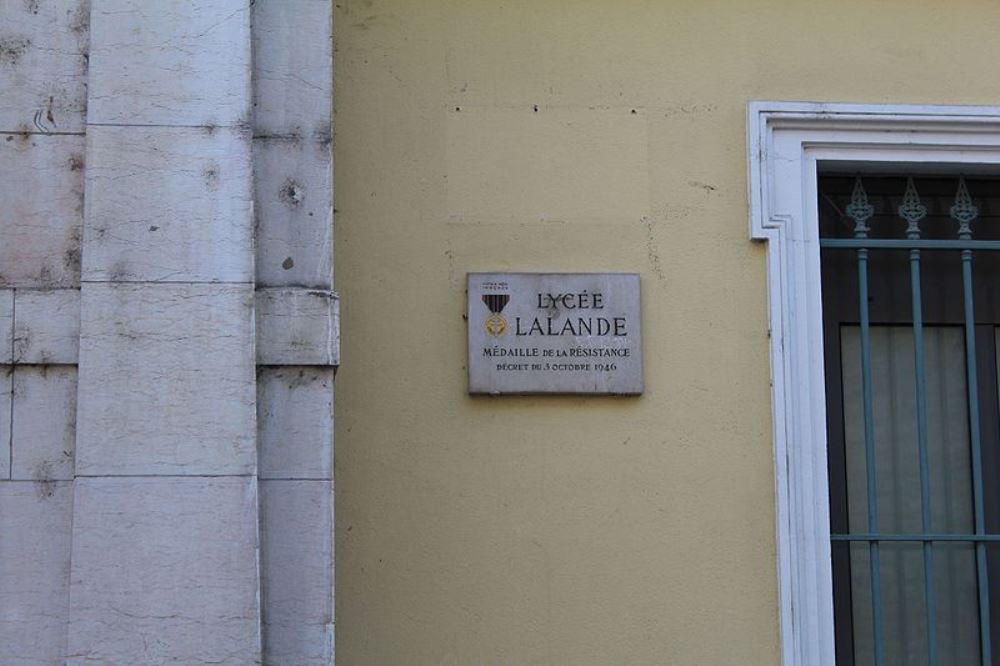 LYCÉE
LALANDE
MÉDAILLE DE LA RÉSISTANCE
DÉCRET DU 3 OCTOBRE 1946